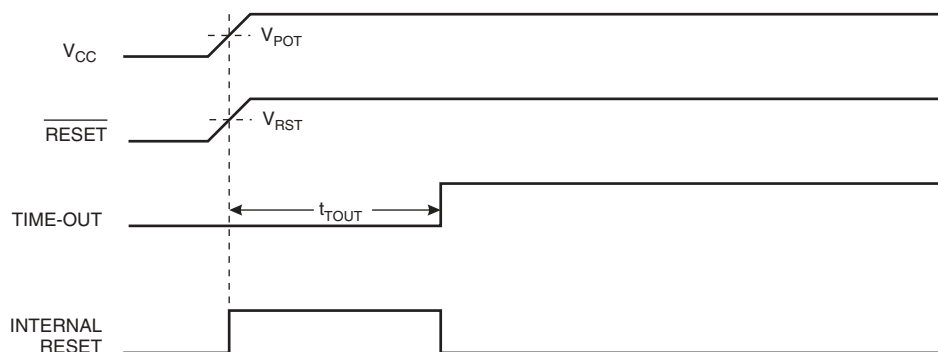 V_CC
V_POT
RESET
V_RST
TIME-OUT
t_TOUT
INTERNAL
RESET